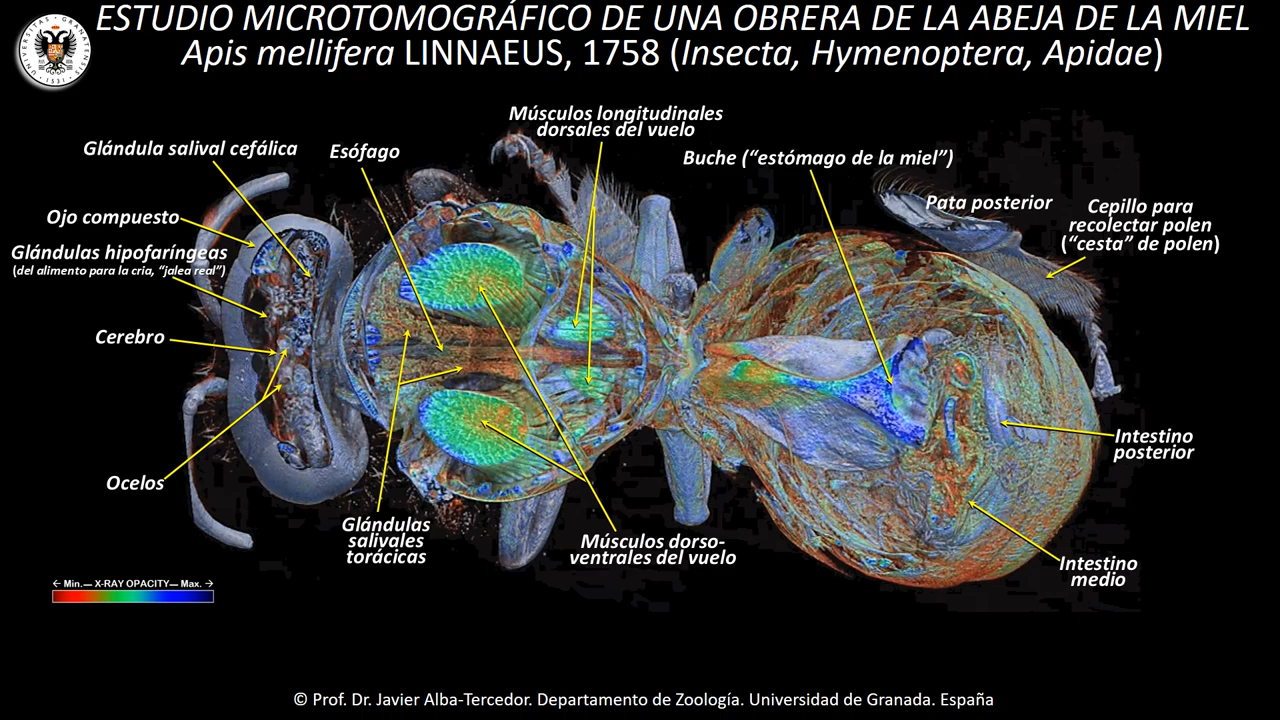 ESTUDIO MICROTOMOGRÁFICO DE UNA OBRERA DE LA ABEJA DE LA MIEL
Apis mellifera LINNAEUS, 1758 (Insecta, Hymenoptera, Apidae)
Músculos longitudinales
dorsales del vuelo
Glándula salival cefálica
Esófago
Buche (“estómago de la miel”)
Pata posterior
Cepillo para
recolectar polen
(“cesta” de polen)
Ojo compuesto
Glándulas hipofaríngeas
(del alimento para la cria, “jalea real”)
Cerebro
Ocelos
Intestino
posterior
Glándulas
salivales
torácicas
Músculos dorso-
ventrales del vuelo
Intestino
medio
← Min.— X-RAY OPACITY— Max. →
© Prof. Dr. Javier Alba-Tercedor. Departamento de Zoología. Universidad de Granada. España